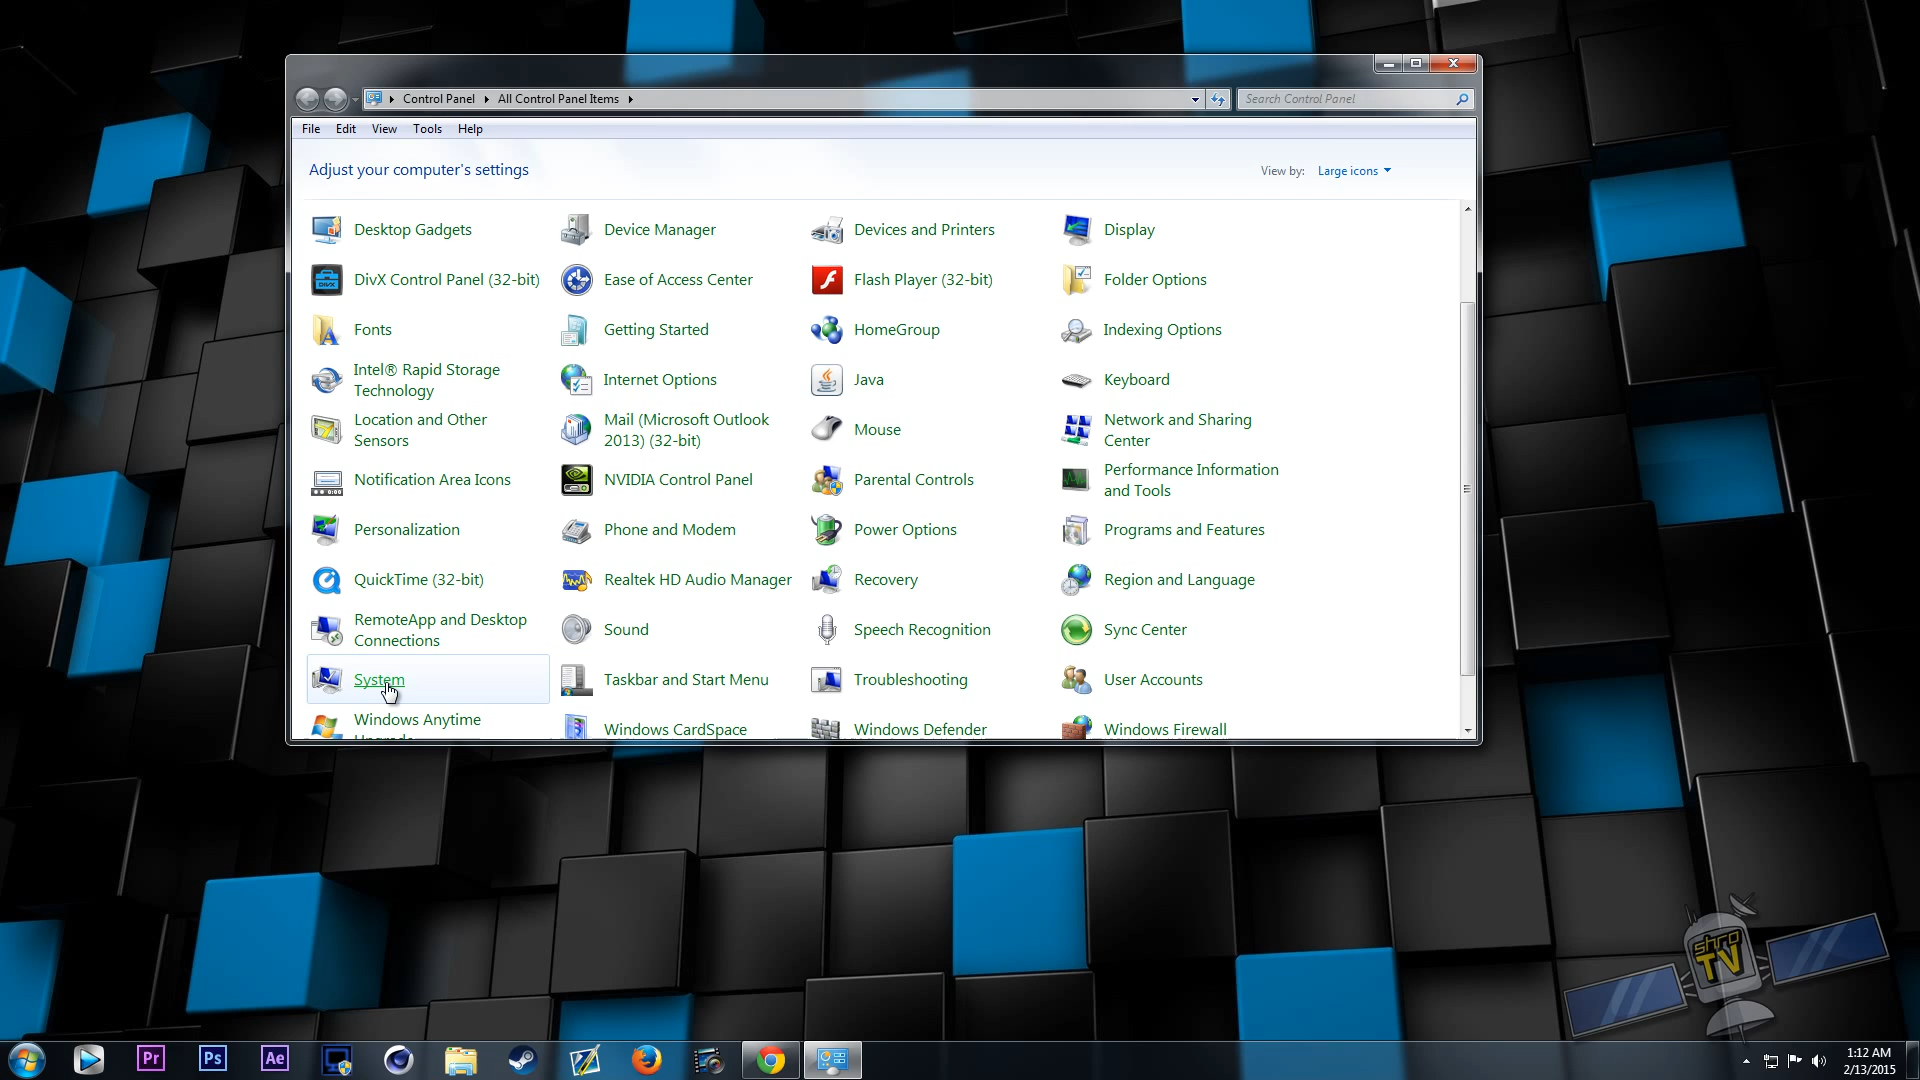 Control Panel All Control Panel Items
Search Control Panel
File Edit View Tools Help
Adjust your computer's settings
View by: Large icons
Desktop Gadgets
Device Manager
Devices and Printers
Display
DivX Control Panel (32-bit)
Ease of Access Center
Flash Player (32-bit)
Folder Options
Fonts
Getting Started
HomeGroup
Indexing Options
Intel® Rapid Storage
Technology
Internet Options
Java
Keyboard
Location and Other
Sensors
Mail (Microsoft Outlook
2013) (32-bit)
Mouse
Network and Sharing
Center
Notification Area Icons
NVIDIA Control Panel
Parental Controls
Performance Information
and Tools
Personalization
Phone and Modem
Power Options
Programs and Features
QuickTime (32-bit)
Realtek HD Audio Manager
Recovery
Region and Language
RemoteApp and Desktop
Connections
Sound
Speech Recognition
Sync Center
System
Taskbar and Start Menu
Troubleshooting
User Accounts
Windows Anytime
Windows CardSpace
Windows Defender
Windows Firewall
shro
TV
Pr
Ps
Ae
1:12 AM
2/13/2015